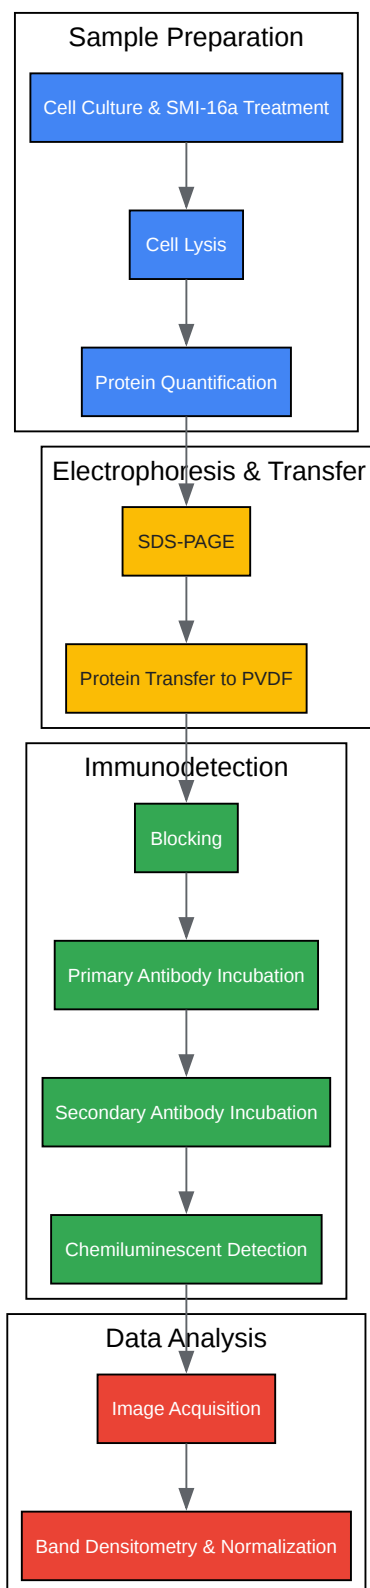 Sample Preparation
Cell Culture & SMI-16a Treatment
Cell Lysis
Protein Quantification
Electrophoresis & Transfer
SDS-PAGE
Protein Transfer to PVDF
Immunodetection
Blocking
Primary Antibody Incubation
Secondary Antibody Incubation
Chemiluminescent Detection
Data Analysis
Image Acquisition
Band Densitometry & Normalization